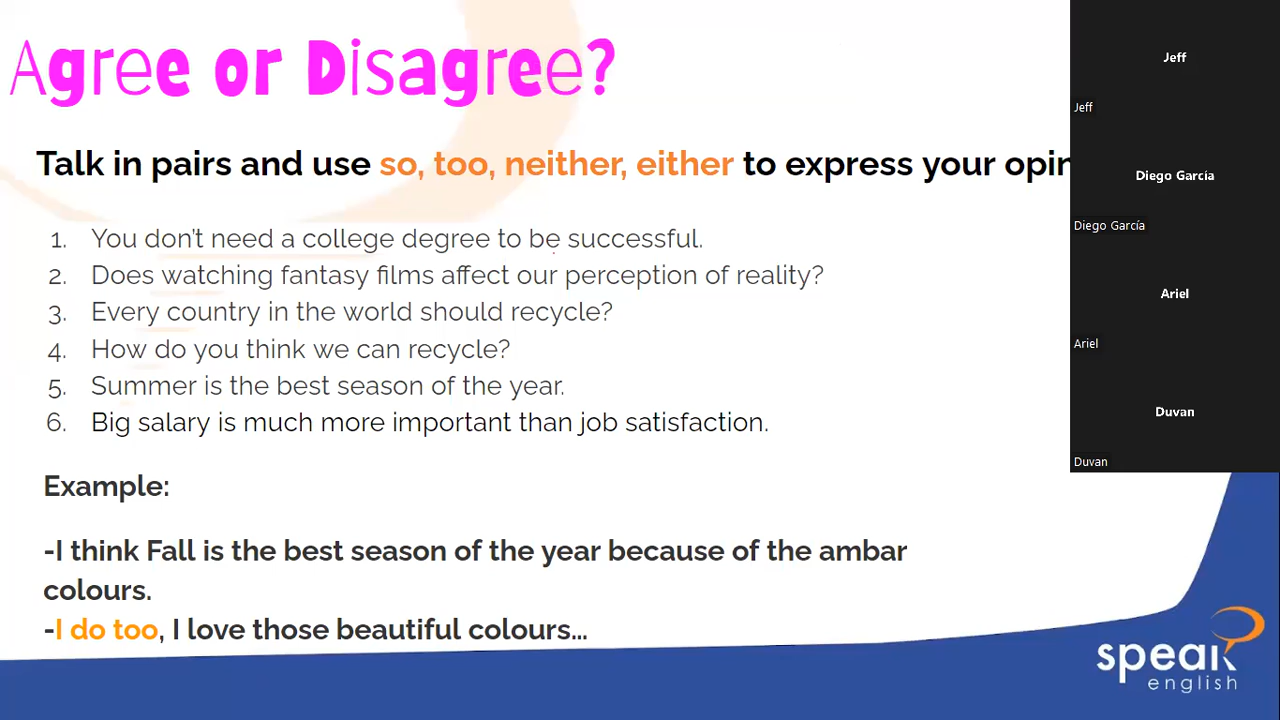 Agree or Disagree?
Talk in pairs and use so, too, neither, either to express your opin
1. You don't need a college degree to be successful.
2. Does watching fantasy films affect our perception of reality?
3. Every country in the world should recycle?
4. How do you think we can recycle?
5. Summer is the best season of the year.
6. Big salary is much more important than job satisfaction.
Example:
-I think Fall is the best season of the year because of the ambar
colours.
-I do too, I love those beautiful colours...
Jeff
Jeff
Diego García
Diego García
Ariel
Ariel
Duvan
Duvan
speak
english